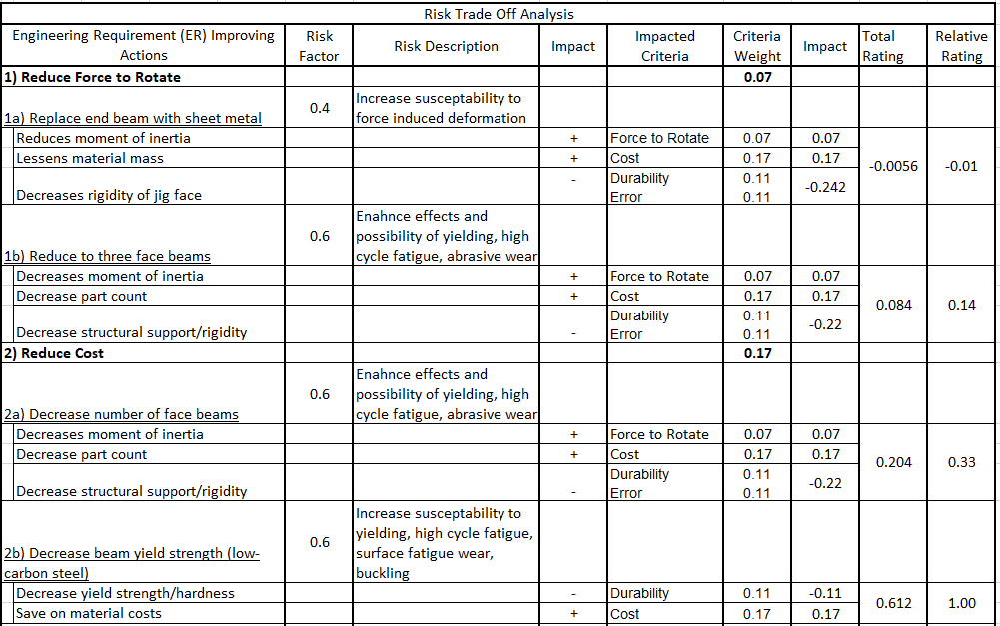 Risk Trade Off Analysis
Engineering Requirement (ER) Improving Actions | Risk Factor | Risk Description | Impact | Impacted Criteria | Criteria Weight | Impact | Total Rating | Relative Rating
1) Reduce Force to Rotate | 0.07
1a) Replace end beam with sheet metal | 0.4 | Increase susceptability to force induced deformation
Reduces moment of inertia | + | Force to Rotate | 0.07 | 0.07
Lessens material mass | + | Cost | 0.17 | 0.17 | -0.0056 | -0.01
Decreases rigidity of jig face | - | Durability Error | 0.11 0.11 | -0.242
1b) Reduce to three face beams | 0.6 | Enahnce effects and possibility of yielding, high cycle fatigue, abrasive wear
Decreases moment of inertia | + | Force to Rotate | 0.07 | 0.07
Decrease part count | + | Cost | 0.17 | 0.17 | 0.084 | 0.14
Decrease structural support/rigidity | - | Durability Error | 0.11 0.11 | -0.22
2) Reduce Cost | 0.17
2a) Decrease number of face beams | 0.6 | Enahnce effects and possibility of yielding, high cycle fatigue, abrasive wear
Decreases moment of inertia | + | Force to Rotate | 0.07 | 0.07
Decrease part count | + | Cost | 0.17 | 0.17 | 0.204 | 0.33
Decrease structural support/rigidity | - | Durability Error | 0.11 0.11 | -0.22
2b) Decrease beam yield strength (low-carbon steel) | 0.6 | Increase susceptability to yielding, high cycle fatigue, surface fatigue wear, buckling
Decrease yield strength/hardness | - | Durability | 0.11 | -0.11 | 0.612 | 1.00
Save on material costs | + | Cost | 0.17 | 0.17